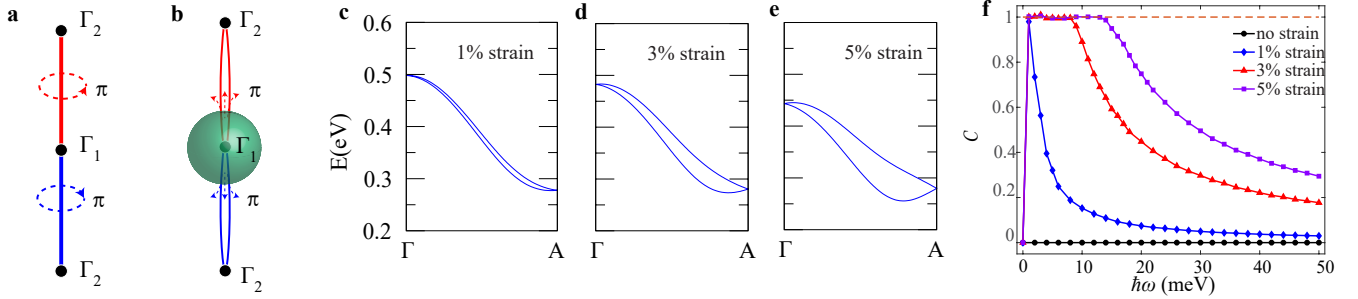 a
Γ2
π
Γ1
π
Γ2
b
Γ2
π
Γ1
π
Γ2
c
E(eV)
0.6
0.5
0.4
0.3
0.2
1% strain
Γ
A
d
3% strain
Γ
A
e
5% strain
Γ
A
f
C
1
0.8
0.6
0.4
0.2
0
no strain
1% strain
3% strain
5% strain
0
10
20
30
40
50
ℏω (meV)